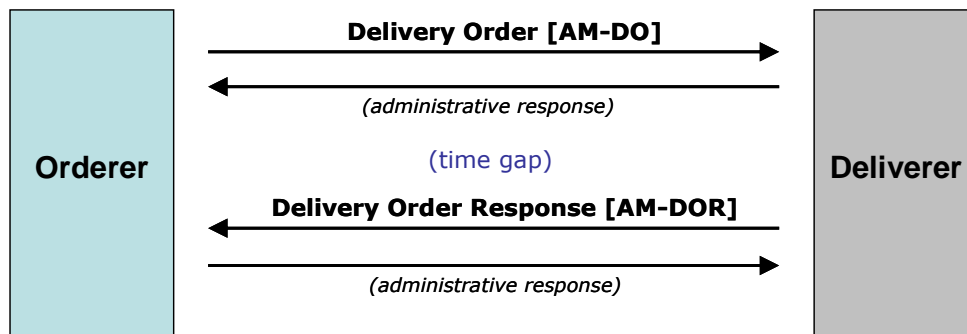 Delivery Order [AM-DO]
(administrative response)
Orderer
(time gap)
Deliverer
Delivery Order Response [AM-DOR]
(administrative response)